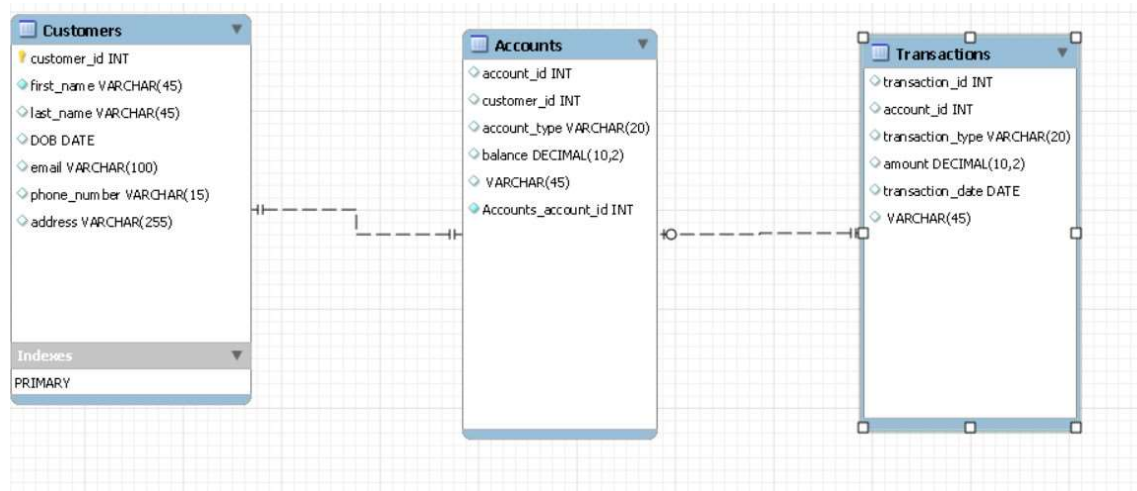 Customers
customer_id INT
first_name VARCHAR(45)
last_name VARCHAR(45)
DOB DATE
email VARCHAR(100)
phone_number VARCHAR(15)
address VARCHAR(255)
Indexes
PRIMARY
Accounts
account_id INT
customer_id INT
account_type VARCHAR(20)
balance DECIMAL(10,2)
VARCHAR(45)
Accounts_account_id INT
Transactions
transaction_id INT
account_id INT
transaction_type VARCHAR(20)
amount DECIMAL(10,2)
transaction_date DATE
VARCHAR(45)